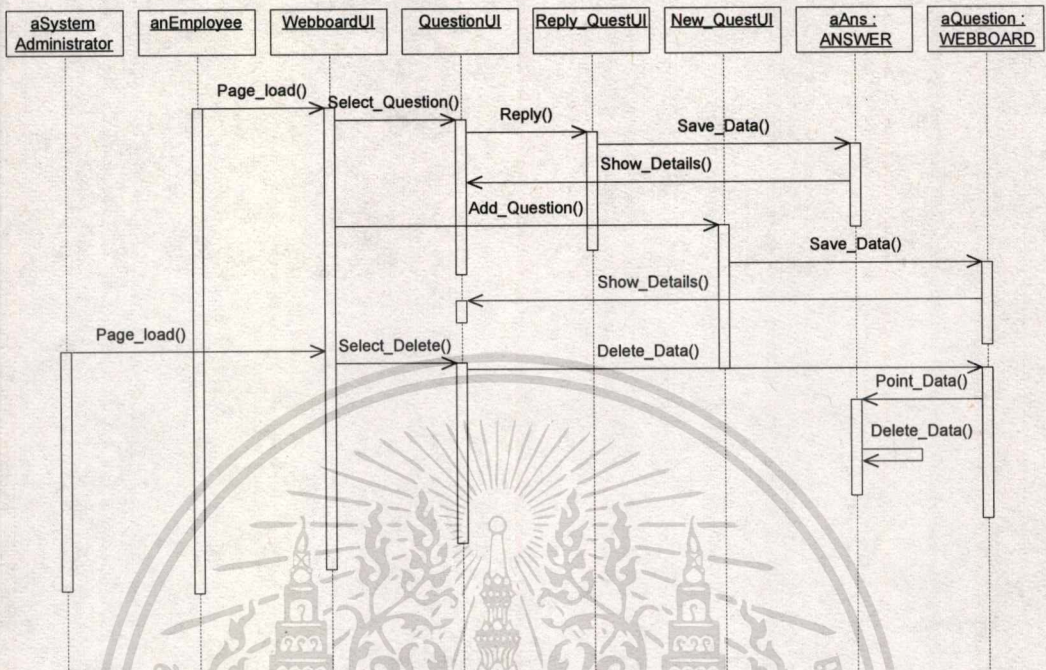 aSystem
Administrator
anEmployee
WebboardUI
QuestionUI
Reply_QuestUI
New_QuestUI
aAns :
ANSWER
aQuestion :
WEBBOARD
Page_load()
Select_Question()
Reply()
Save_Data()
Show_Details()
Add_Question()
Save_Data()
Show_Details()
Page_load()
Select_Delete()
Delete_Data()
Point_Data()
Delete_Data()